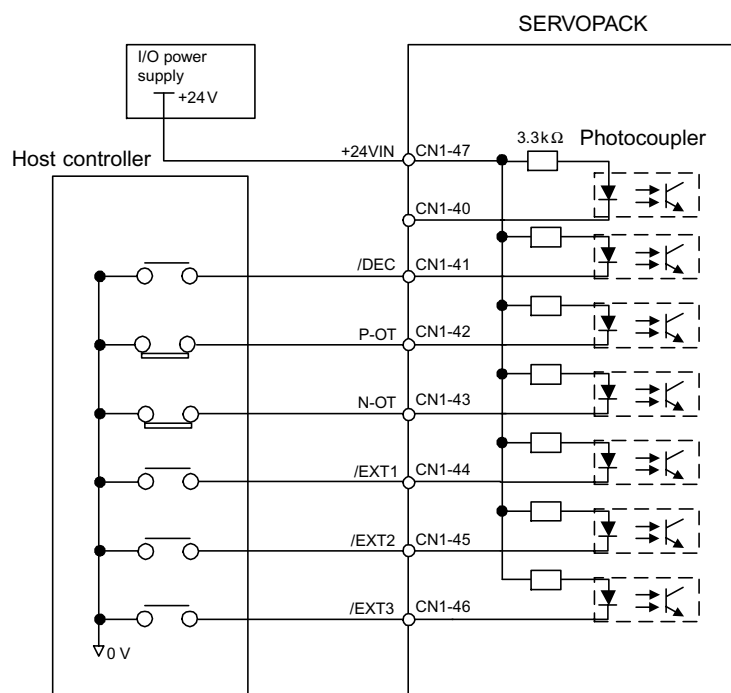 SERVOPACK
I/O power
supply
+24V
Host controller
+24VIN
CN1-47
3.3kΩ
Photocoupler
CN1-40
/DEC
CN1-41
P-OT
CN1-42
N-OT
CN1-43
/EXT1
CN1-44
/EXT2
CN1-45
/EXT3
CN1-46
0 V